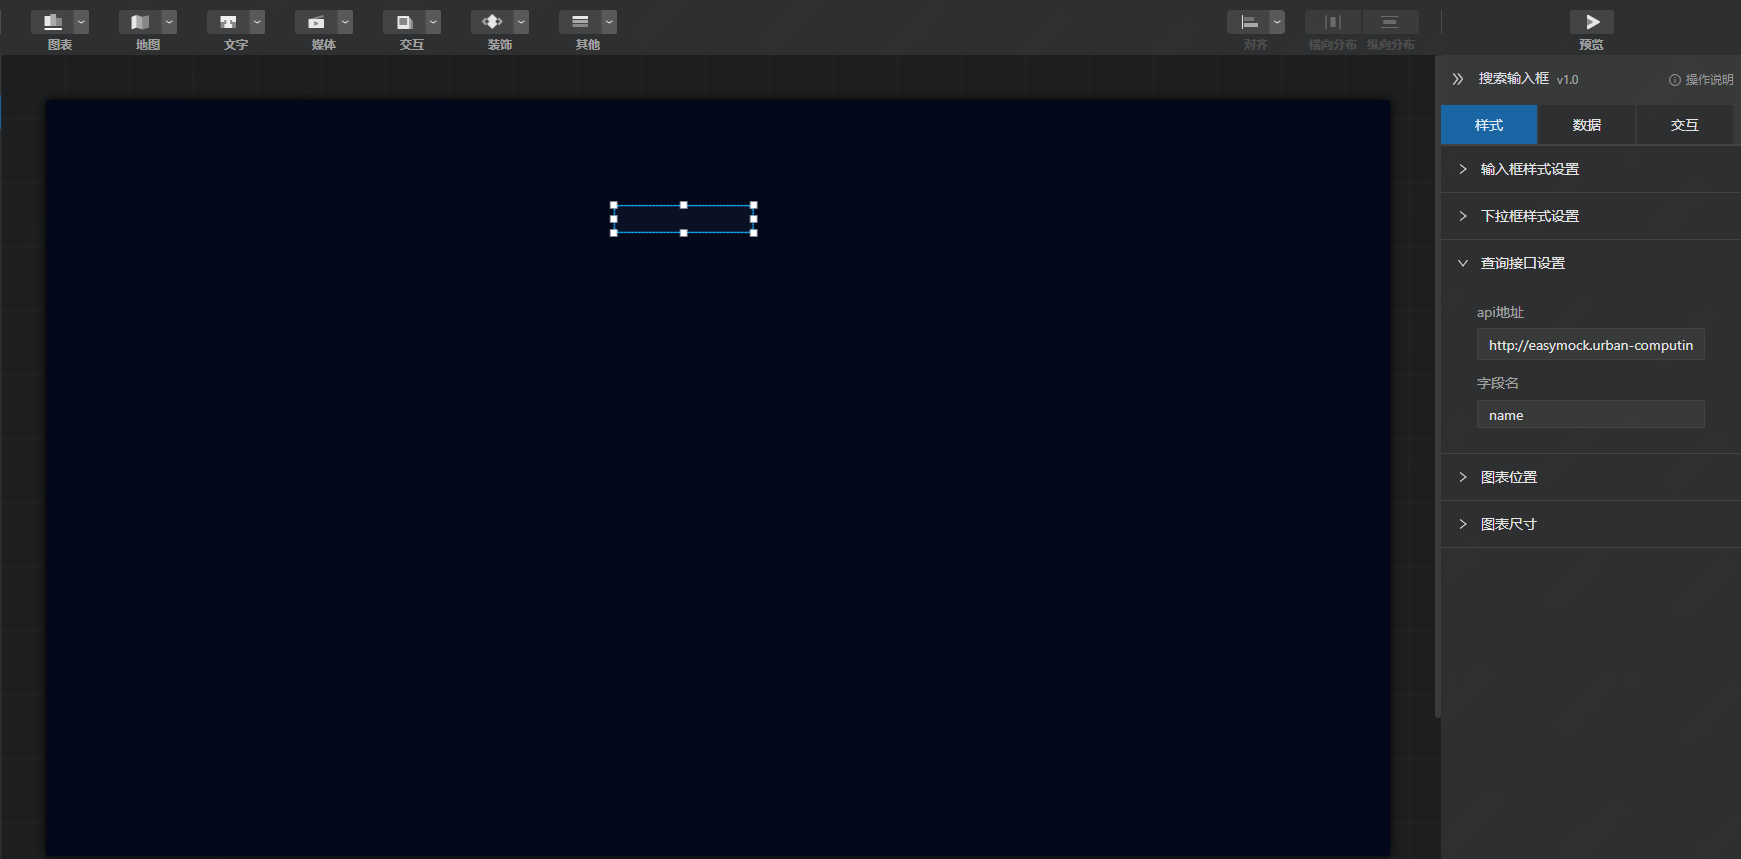 图表
地图
文字
媒体
交互
装饰
其他
对齐
横向分布
纵向分布
预览
搜索输入框 v1.0
操作说明
样式
数据
交互
输入框样式设置
下拉框样式设置
查询接口设置
api地址
http://easymock.urban-computin
字段名
name
图表位置
图表尺寸